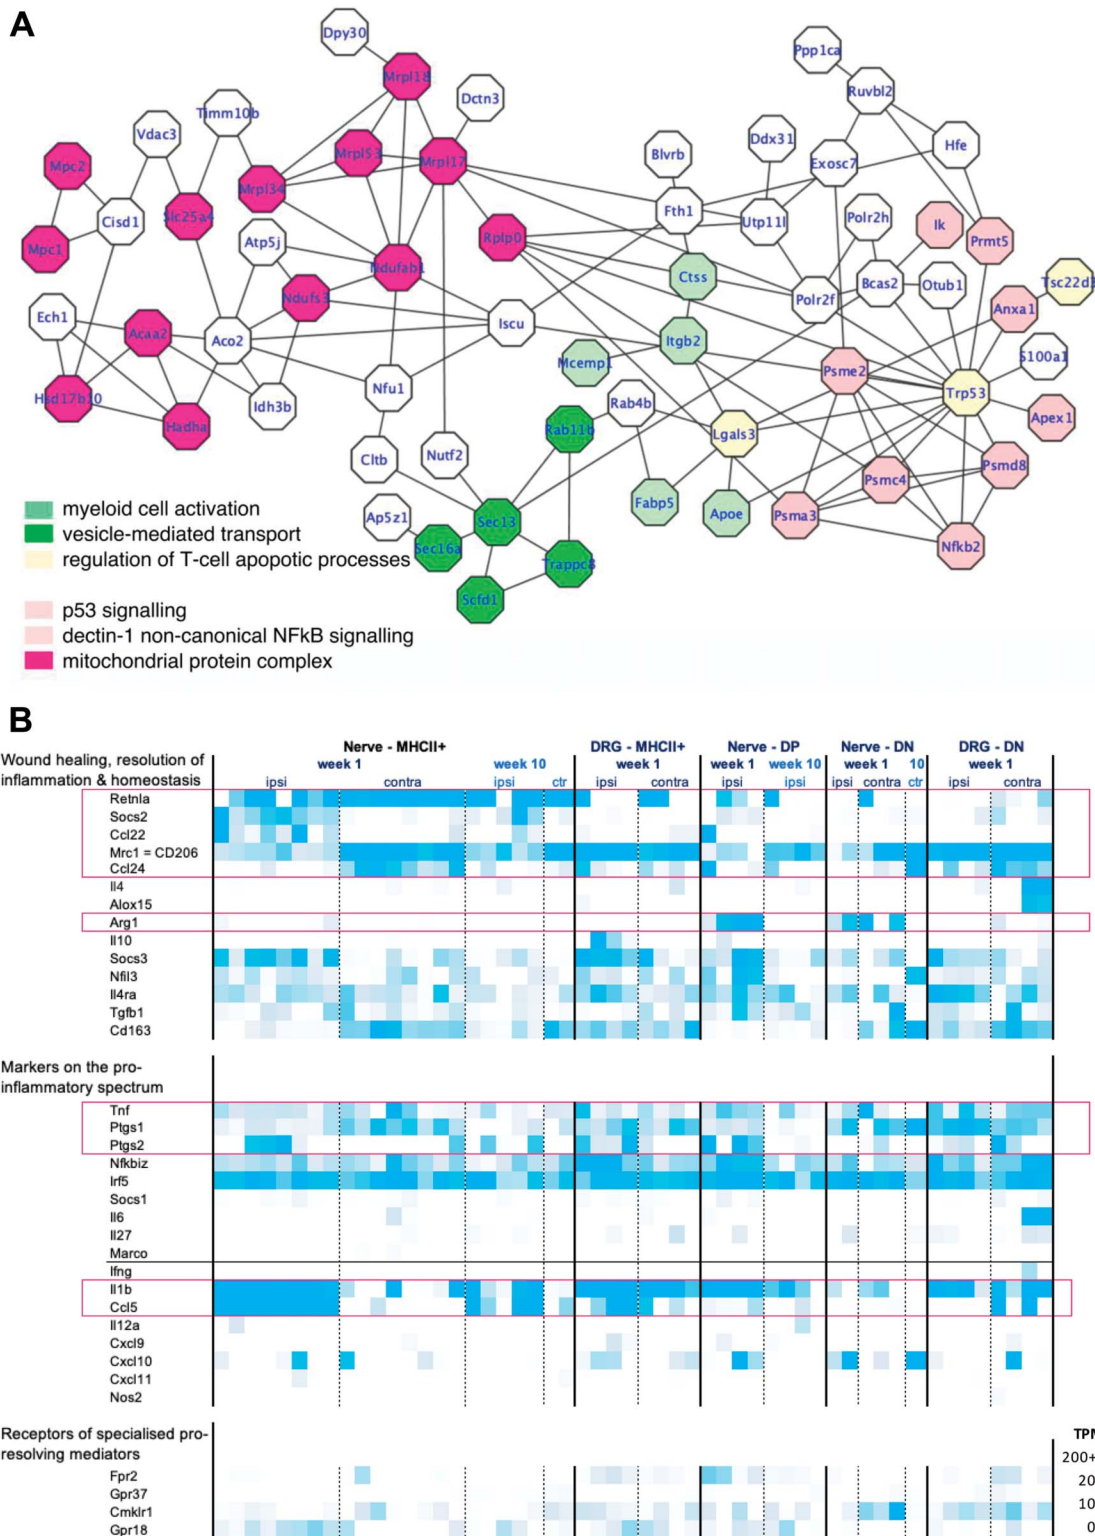 A
Dpy30
Ppp1ca
Mrpl18
Ruvbl2
Dctn3
Timm10b
Vdac3
Ddx31
Hfe
Mrpl53
Mrpl17
Blvrb
Exosc7
Mpc2
Mrpl34
Slc25a4
Cisd1
Fth1
Utp11l
Polr2h
Ik
Prmt5
Mpc1
Atp5j
Rplp0
Ndufab1
Ctss
Bcas2
Otub1
Tsc22d3
Ndufs3
Polr2f
Anxa1
Ech1
Acaa2
Aco2
Iscu
Itgb2
Mcemp1
S100a1
Psme2
Trp53
Hsd17b10
Nfu1
Rab4b
Idh3b
Apex1
Hadha
Rab11b
Lgals3
Cltb
Nutf2
Psmd8
Psmc4
Fabp5
Apoe
Psma3
Ap5z1
Sec13
Sec16a
Nfkb2
Trappc8
Scfd1
myeloid cell activation
vesicle-mediated transport
regulation of T-cell apopotic processes
p53 signalling
dectin-1 non-canonical NFkB signalling
mitochondrial protein complex
B
Nerve - MHCII+ DRG - MHCII+ Nerve - DP Nerve - DN DRG - DN
Wound healing, resolution of
inflammation & homeostasis
week 1 week 10 week 1 week 1 week 10 week 1 10 week 1
ipsi contra ipsi ctr ipsi contra ipsi ipsi ipsi contra ctr ipsi contra
Retnla
Socs2
Ccl22
Mrc1 = CD206
Ccl24
Il4
Alox15
Arg1
Il10
Socs3
Nfil3
Il4ra
Tgfb1
Cd163
Markers on the pro-
inflammatory spectrum
Tnf
Ptgs1
Ptgs2
Nfkbiz
Irf5
Socs1
Il6
Il27
Marco
Ifng
Il1b
Ccl5
Il12a
Cxcl9
Cxcl10
Cxcl11
Nos2
Receptors of specialised pro-
resolving mediators
TPM
200+
Fpr2
20
Gpr37
Cmklr1
10
Gpr18
0